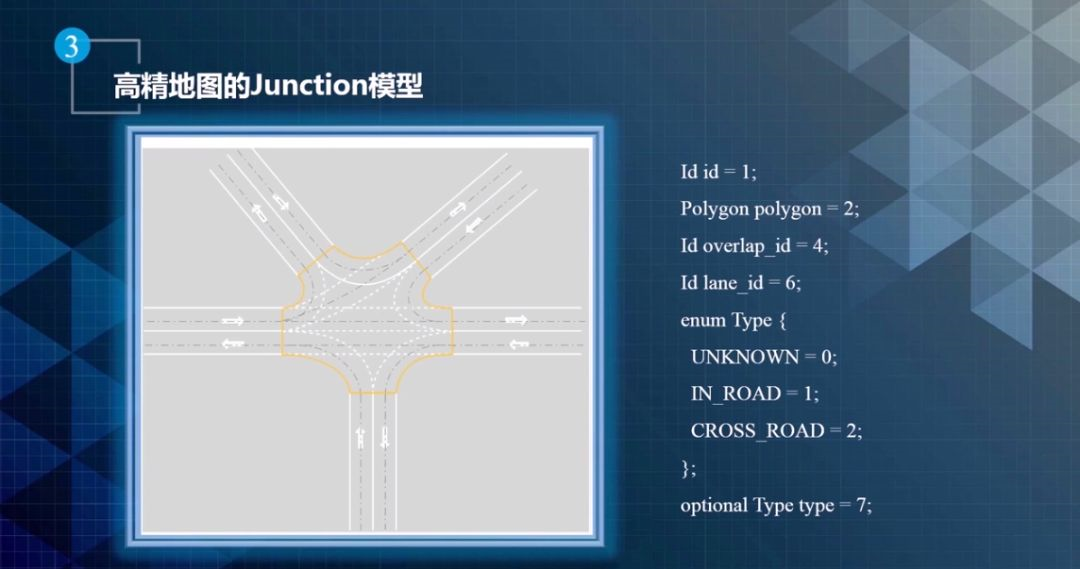 3
高精地图的Junction模型
Id id = 1;
Polygon polygon = 2;
Id overlap_id = 4;
Id lane_id = 6;
enum Type {
UNKNOWN = 0;
IN_ROAD = 1;
CROSS_ROAD = 2;
};
optional Type type = 7;